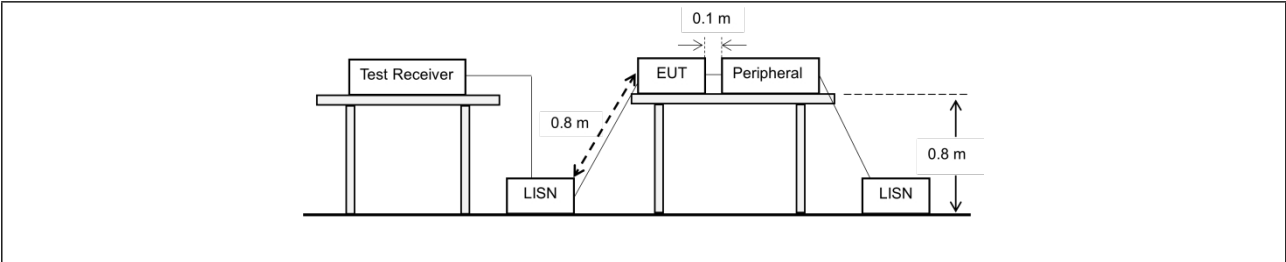 0.1 m
Test Receiver
EUT
Peripheral
0.8 m
0.8 m
LISN
LISN